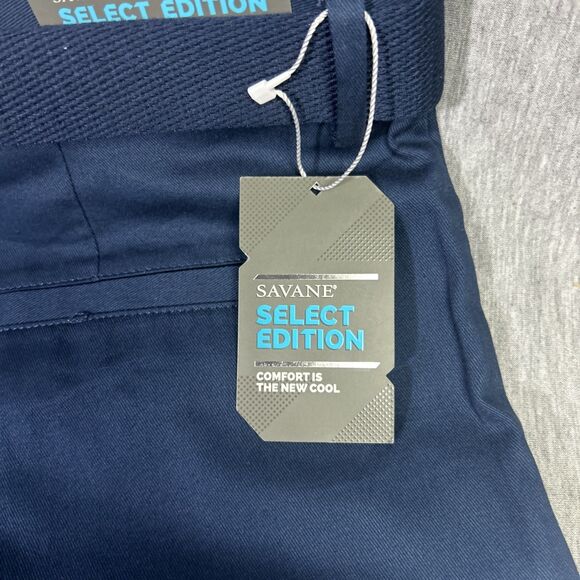 SELECT EDITION
SAVANE®
SELECT
EDITION
COMFORT IS
THE NEW COOL